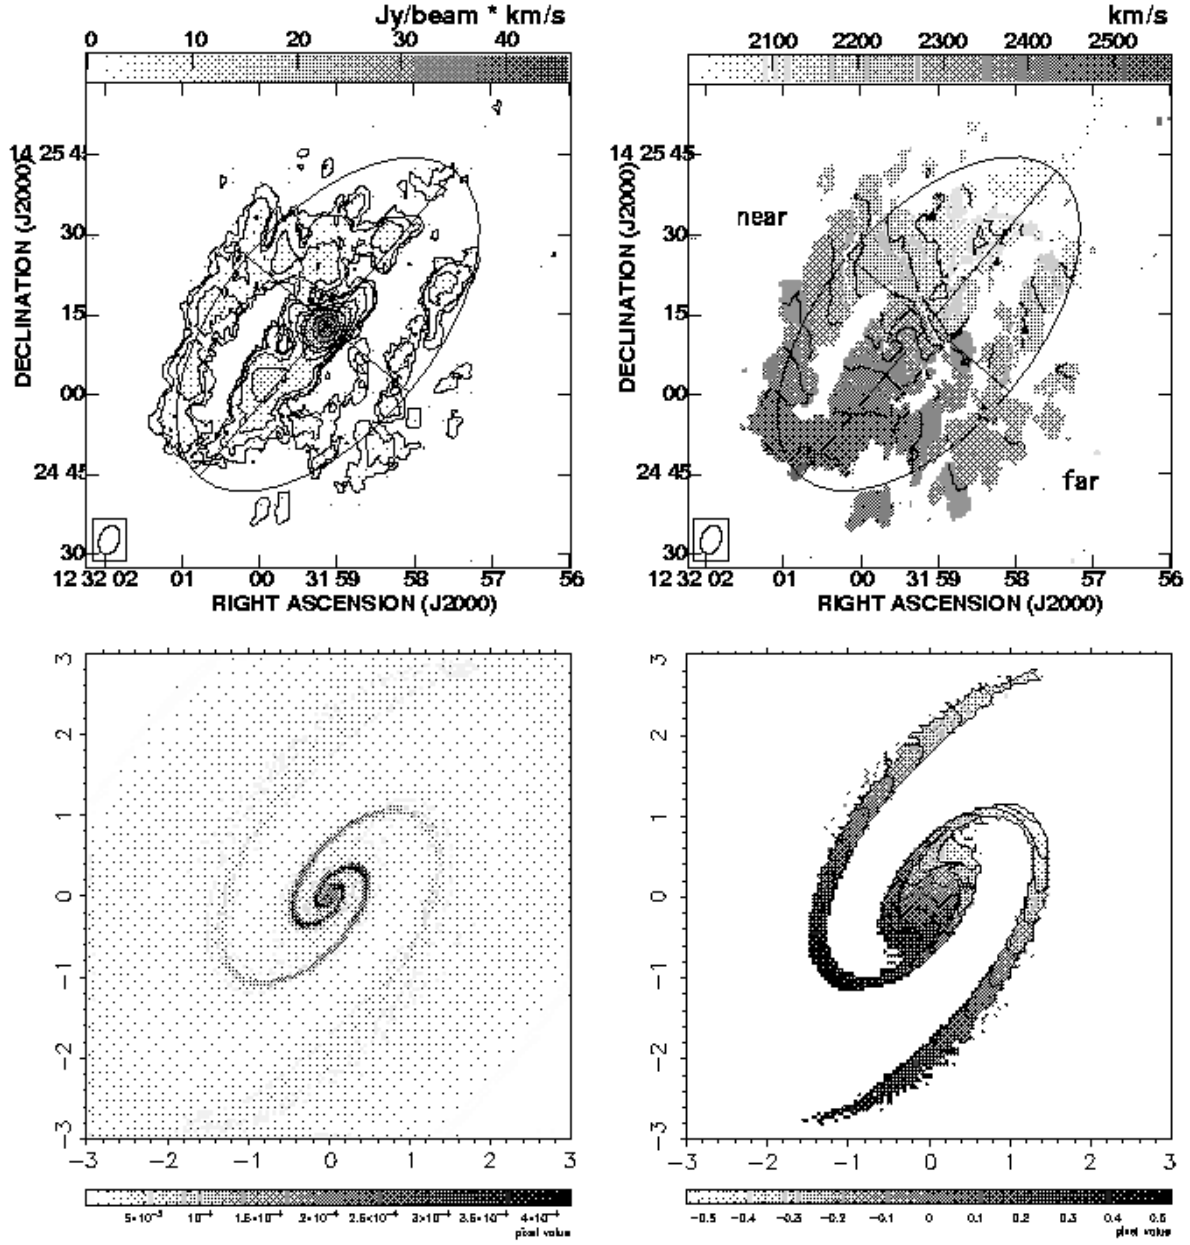 Jy/beam * km/s
0 10 20 30 40
km/s
2100 2200 2300 2400 2500
DECLINATION (J2000)
14 25 45
30
15
00
24 45
30
12 32 02 01 00 31 59 58 57 56
RIGHT ASCENSION (J2000)
DECLINATION (J2000)
14 25 45
30
15
00
24 45
30
near
far
12 32 02 01 00 31 59 58 57 56
RIGHT ASCENSION (J2000)
3
2
1
0
−1
−2
−3
−3 −2 −1 0 1 2 3
pixel value
3
2
1
0
−1
−2
−3
−3 −2 −1 0 1 2 3
−0.5 −0.4 −0.3 −0.2 −0.1 0 0.1 0.2 0.3 0.4 0.5
pixel value